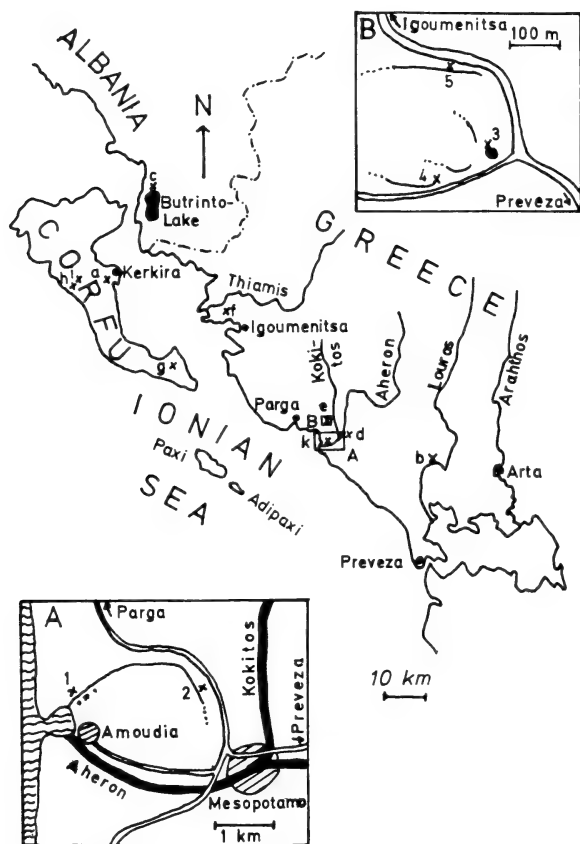 B
Igoumenitsa
100 m
5
3
4
Preveza
ALBANIA
N
c
Butrinto-
Lake
GREECE
CORFU
h
i
a
Kerkira
g
Thiamis
f
Igoumenitsa
Koki
tos
Aheron
Louros
Arahthos
Parga
e
B
d
k
A
b
Arta
IONIAN
SEA
Paxi
Adipaxi
Preveza
10 km
A
Parga
Kokitos
Preveza
1
2
Amoudia
Aheron
Mesopotamo
1 km